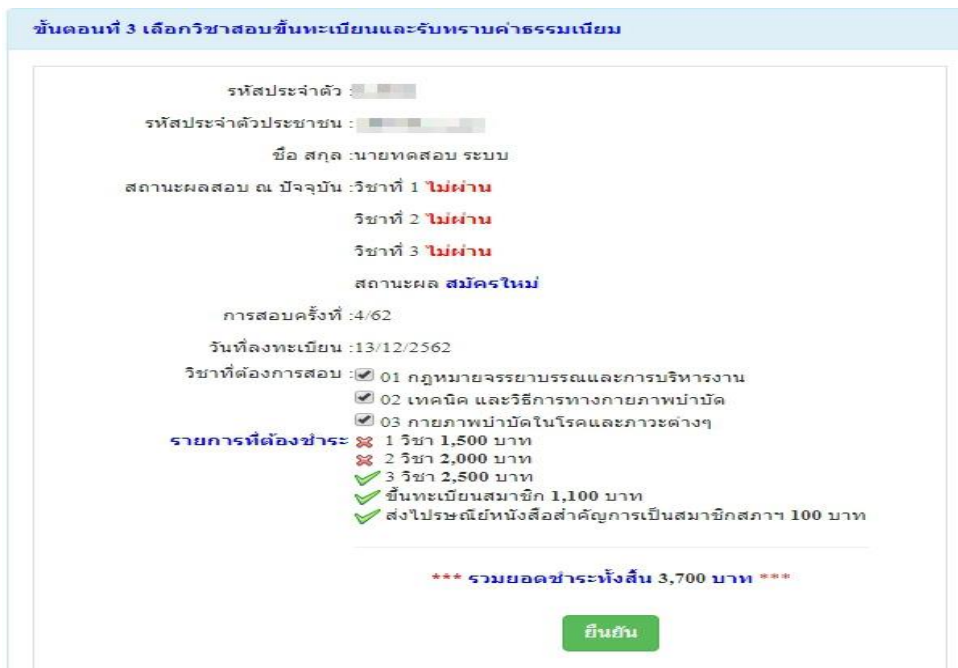 ขั้นตอนที่ 3 เลือกวิชาสอบขึ้นทะเบียนและรับทราบค่าธรรมเนียม
รหัสประจำตัว :
รหัสประจำตัวประชาชน :
ชื่อ สกุล :นายทดสอบ ระบบ
สถานะผลสอบ ณ ปัจจุบัน :วิชาที่ 1 ไม่ผ่าน
วิชาที่ 2 ไม่ผ่าน
วิชาที่ 3 ไม่ผ่าน
สถานะผล สมัครใหม่
การสอบครั้งที่ :4/62
วันที่ลงทะเบียน :13/12/2562
วิชาที่ต้องการสอบ : 01 กฎหมายจรรยาบรรณและการบริหารงาน
02 เทคนิค และวิธีการทางกายภาพบำบัด
03 กายภาพบำบัดในโรคและภาวะต่างๆ
รายการที่ต้องชำระ 1 วิชา 1,500 บาท
2 วิชา 2,000 บาท
3 วิชา 2,500 บาท
ขึ้นทะเบียนสมาชิก 1,100 บาท
ส่งไปรษณีย์หนังสือสำคัญการเป็นสมาชิกสภาฯ 100 บาท
*** รวมยอดชำระทั้งสิ้น 3,700 บาท ***
ยืนยัน